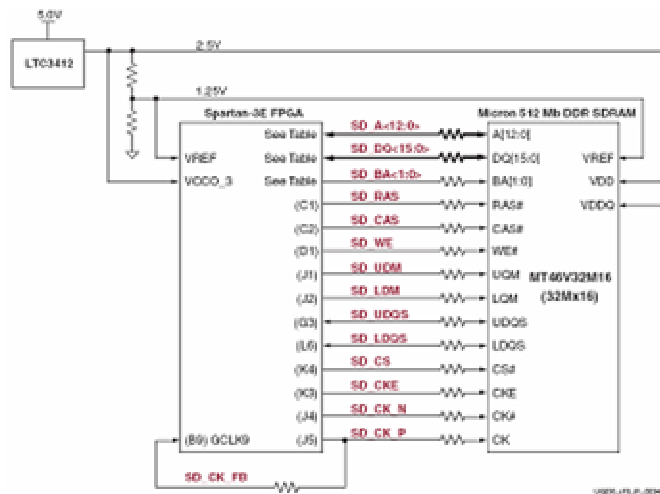 5.0V
LTC3412
2.5V
1.25V
Spartan-3E FPGA
Micron 512 Mb DDR SDRAM
See Table
SD_A<12:0>
A[12:0]
VREF
See Table
SD_DQ<15:0>
DQ[15:0]
VREF
VCCO_3
See Table
SD_BA<1:0>
BA[1:0]
VDD
(C1)
SD_RAS
RAS#
VDDQ
(C2)
SD_CAS
CAS#
(D1)
SD_WE
WE#
(J1)
SD_UDM
UQM
MT46V32M16
(J2)
SD_LDM
LQM
(32Mx16)
(G3)
SD_UDQS
UDQS
(L6)
SD_LDQS
LDQS
(K4)
SD_CS
CS#
(K3)
SD_CKE
CKE
(J4)
SD_CK_N
CK#
(B9) GCLK9
(J5)
SD_CK_P
CK
SD_CK_FB